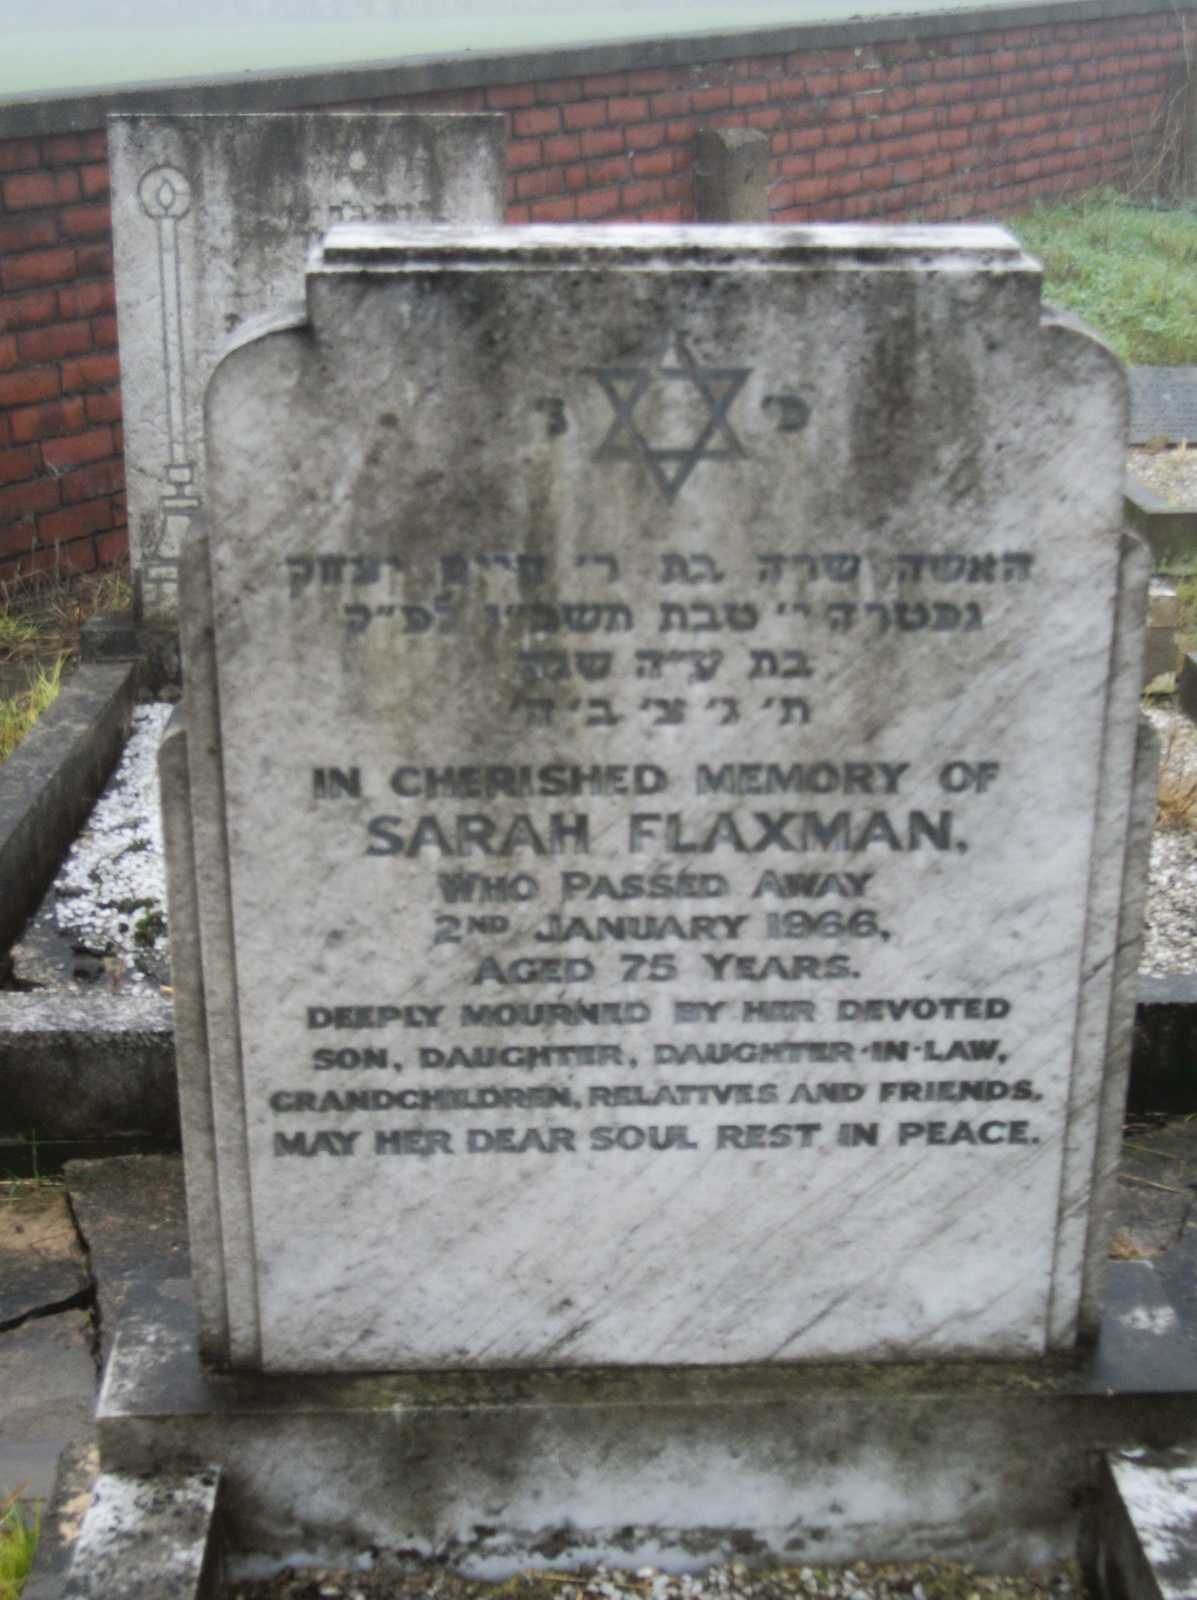 פ' נ'
האשה שרה בת ר' חיים יצחק
נפטרה י' טבת תשכ"ו לפ"ק
בת ע"ה שנה
ת' נ' צ' ב' ה'
IN CHERISHED MEMORY OF
SARAH FLAXMAN,
WHO PASSED AWAY
2ND JANUARY 1966,
AGED 75 YEARS.
DEEPLY MOURNED BY HER DEVOTED
SON, DAUGHTER, DAUGHTER-IN-LAW,
GRANDCHILDREN, RELATIVES AND FRIENDS.
MAY HER DEAR SOUL REST IN PEACE.